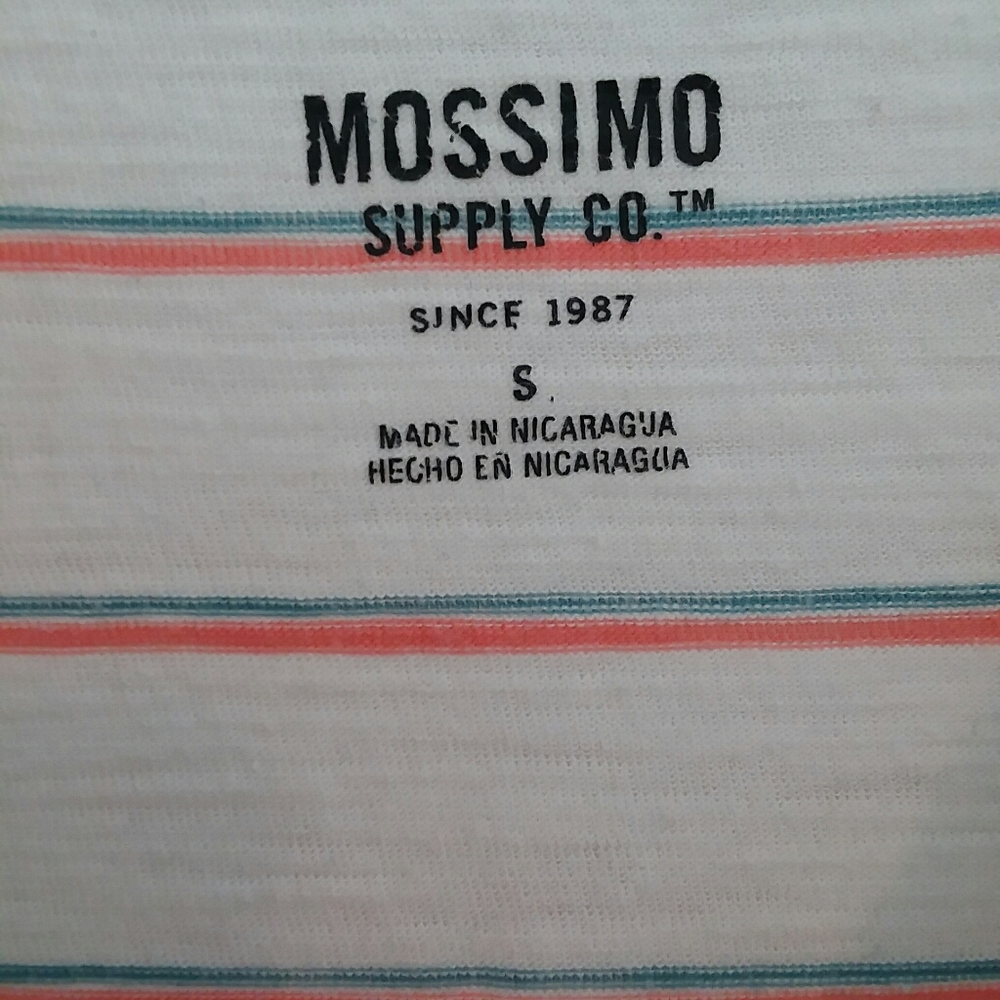 MOSSIMO
SUPPLY CO.™
SINCE 1987
S
MADE IN NICARAGUA
HECHO EN NICARAGUA